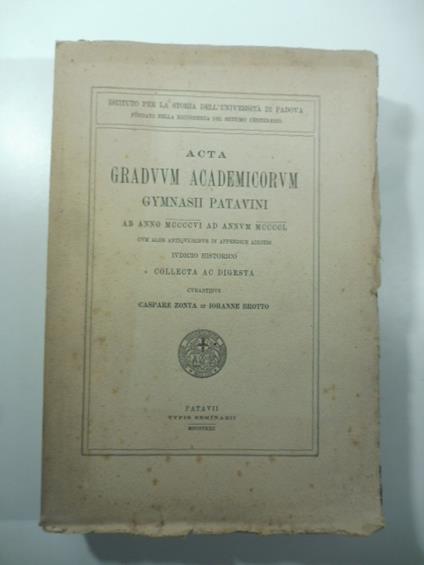 ISTITUTO PER LA STORIA DELL'UNIVERSITÀ DI PADOVA
FONDATO NELLA RICORRENZA DEL SETTIMO CENTENARIO
ACTA
GRADVVM ACADEMICORVM
GYMNASII PATAVINI
AB ANNO MCCCCVI AD ANNVM MCCCCL
CVM ALIIS ANTIQVIORIBVS IN APPENDICE ADDITIS
IVDICIO HISTORICO
COLLECTA AC DIGESTA
CVRANTIBVS
CASPARE ZONTA ET IOHANNE BROTTO
PATAVII
TYPIS SEMINARII